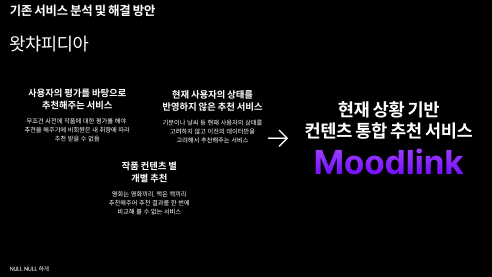 기존 서비스 분석 및 해결 방안
왓챠피디아
사용자의 평가를 바탕으로
추천해주는 서비스
무조건 사전에 작품에 대한 평가를 해야
추천을 해주기에 비회원은 내 취향에 따라
추천 받을 수 없음
현재 사용자의 상태를
반영하지 않은 추천 서비스
기분이나 날씨 등 현재 사용자의 상태를
고려하지 않고 이전의 데이터만을
고려해서 추천해주는 서비스
작품 컨텐츠 별
개별 추천
영화는 영화끼리, 책은 책끼리
추천해주어 추천 결과를 한 번에
비교해 볼 수 없는 서비스
현재 상황 기반
컨텐츠 통합 추천 서비스
Moodlink
NULL NULL 하게